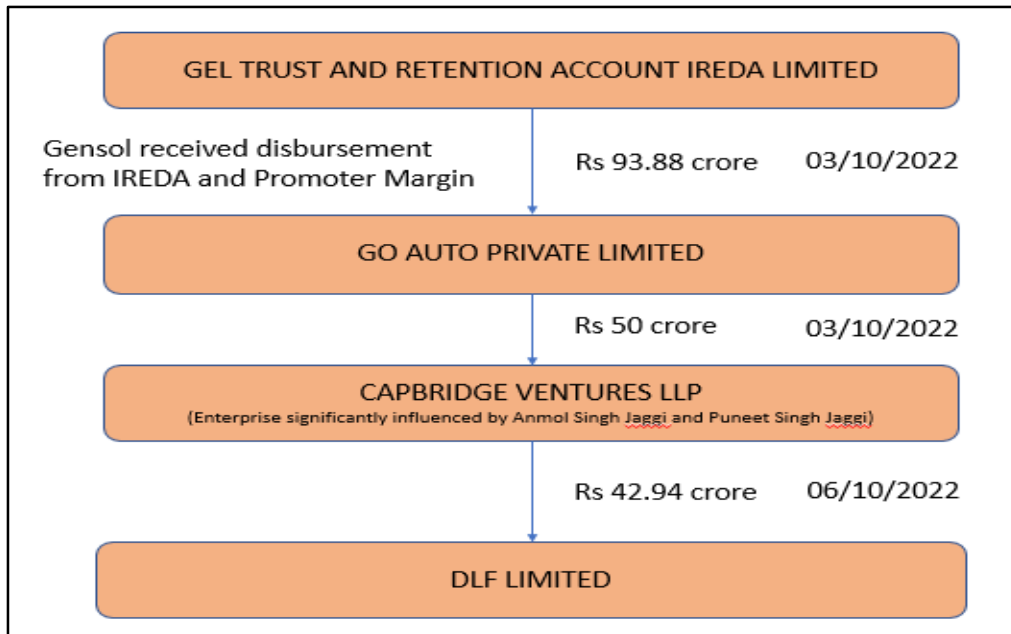 GEL TRUST AND RETENTION ACCOUNT IREDA LIMITED
Gensol received disbursement
from IREDA and Promoter Margin
Rs 93.88 crore 03/10/2022
GO AUTO PRIVATE LIMITED
Rs 50 crore 03/10/2022
CAPBRIDGE VENTURES LLP
(Enterprise significantly influenced by Anmol Singh Jaggi and Puneet Singh Jaggi)
Rs 42.94 crore 06/10/2022
DLF LIMITED